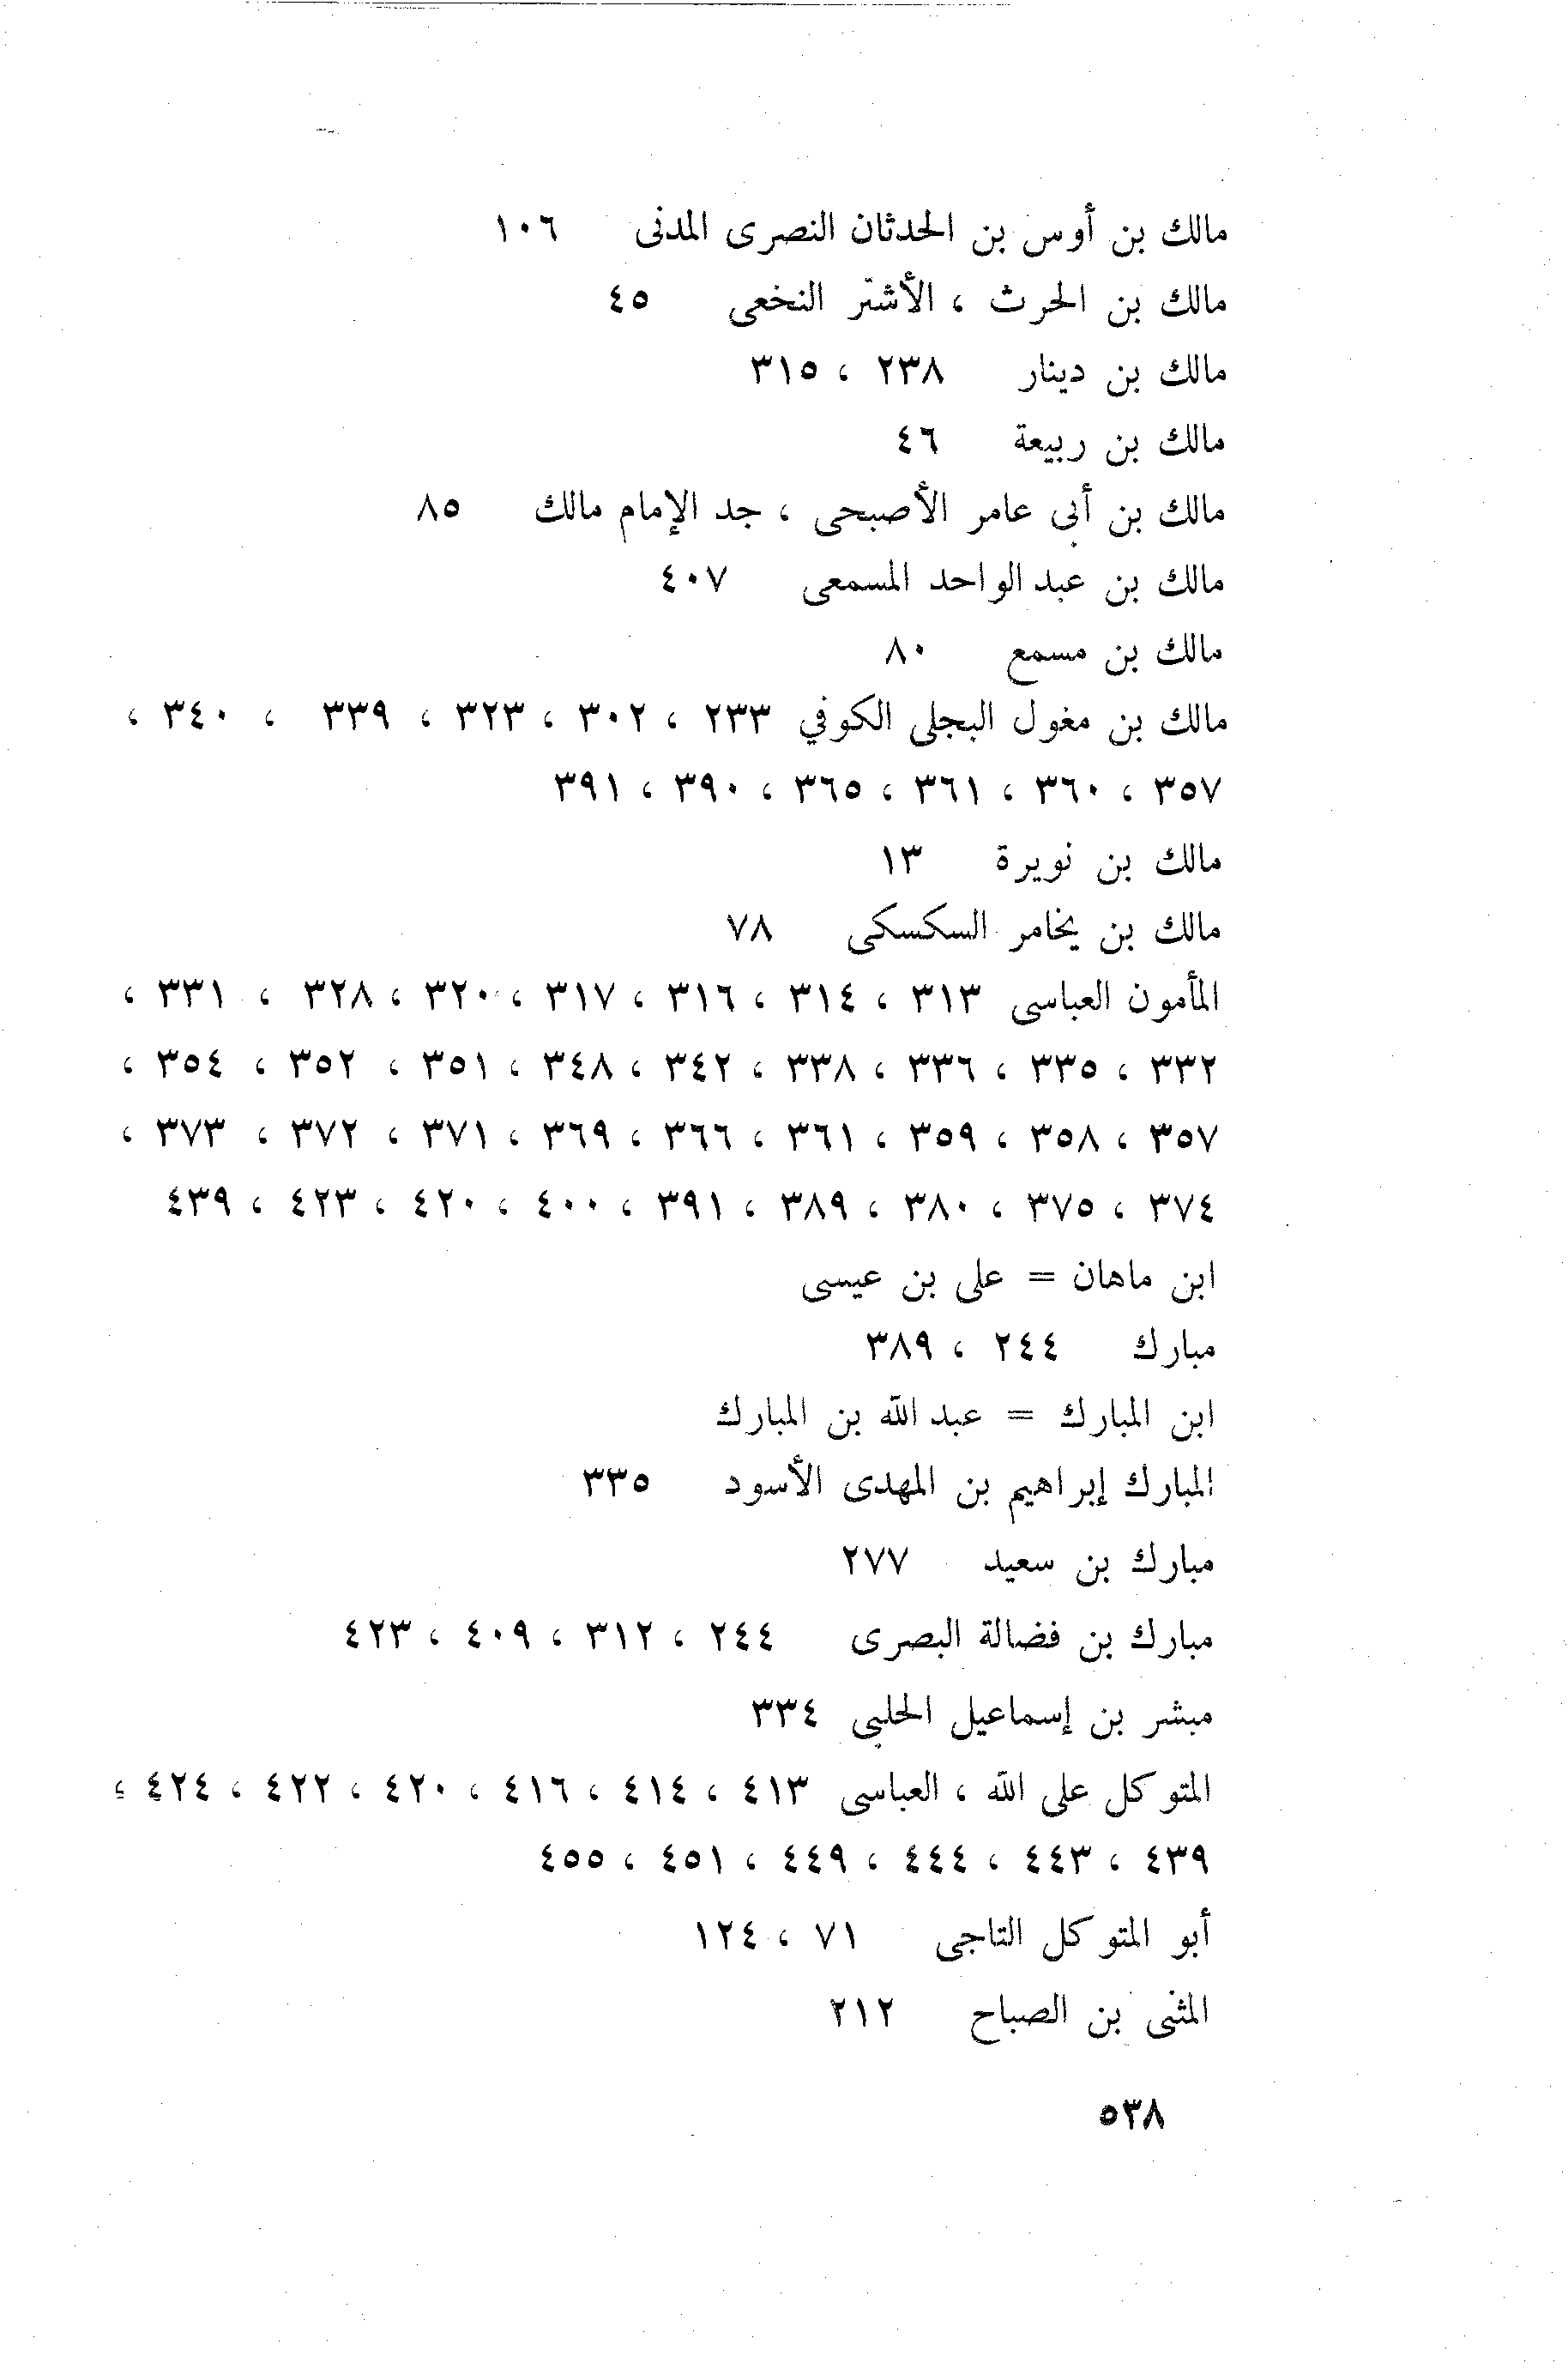 مالك بن أوس بن الحدثان النصرى المدنى ١٠٦
مالك بن الحرث ، الأشتر النخعى ٤٥
مالك بن دينار ٢٣٨ ، ٣١٥
مالك بن ربيعة ٤٦
مالك بن أبى عامر الأصبحى ، جد الإمام مالك ٨٥
مالك بن عبد الواحد المسمعى ٤٠٧
مالك بن مسمع ٨٠
مالك بن مغول البجلى الكوفي ٢٣٣ ، ٣٠٢ ، ٣٢٣ ، ٣٣٩ ، ٣٤٠ ،
٣٥٧ ، ٣٦٠ ، ٣٦١ ، ٣٦٥ ، ٣٩٠ ، ٣٩١
مالك بن نويرة ١٣
مالك بن يخامر السكسكى ٧٨
المأمون العباسى ٣١٣ ، ٣١٤ ، ٣١٦ ، ٣١٧ ، ٣٢٠ ، ٣٢٨ ، ٣٣١ ،
٣٣٢ ، ٣٣٥ ، ٣٣٦ ، ٣٣٨ ، ٣٤٢ ، ٣٤٨ ، ٣٥١ ، ٣٥٢ ، ٣٥٤ ،
٣٥٧ ، ٣٥٨ ، ٣٥٩ ، ٣٦١ ، ٣٦٦ ، ٣٦٩ ، ٣٧١ ، ٣٧٢ ، ٣٧٣ ،
٣٧٤ ، ٣٧٥ ، ٣٨٠ ، ٣٨٩ ، ٣٩١ ، ٤٠٠ ، ٤٢٠ ، ٤٢٣ ، ٤٣٩
ابن ماهان = على بن عيسى
مبارك ٢٤٤ ، ٣٨٩
ابن المبارك = عبد الله بن المبارك
المبارك إبراهيم بن المهدى الأسود ٣٣٥
مبارك بن سعيد ٢٧٧
مبارك بن فضالة البصرى ٢٤٤ ، ٣١٢ ، ٤٠٩ ، ٤٢٣
مبشر بن إسماعيل الحلبى ٣٣٤
المتوكل على الله ، العباسى ٤١٣ ، ٤١٤ ، ٤١٦ ، ٤٢٠ ، ٤٢٢ ، ٤٢٤ ،
٤٣٩ ، ٤٤٣ ، ٤٤٤ ، ٤٤٩ ، ٤٥١ ، ٤٥٥
أبو المتوكل التاجى ٧١ ، ١٢٤
المثنى بن الصباح ٢١٢
٥٣٨